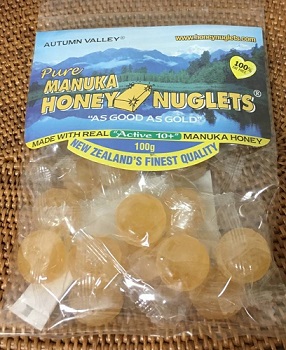 AUTUMN VALLEY®
www.honeynuglets.com
100%
Pure
MANUKA
HONEY NUGLETS®
"AS GOOD AS GOLD"
MADE WITH REAL "Active 10+" MANUKA HONEY
100g
NEW ZEALAND'S FINEST QUALITY